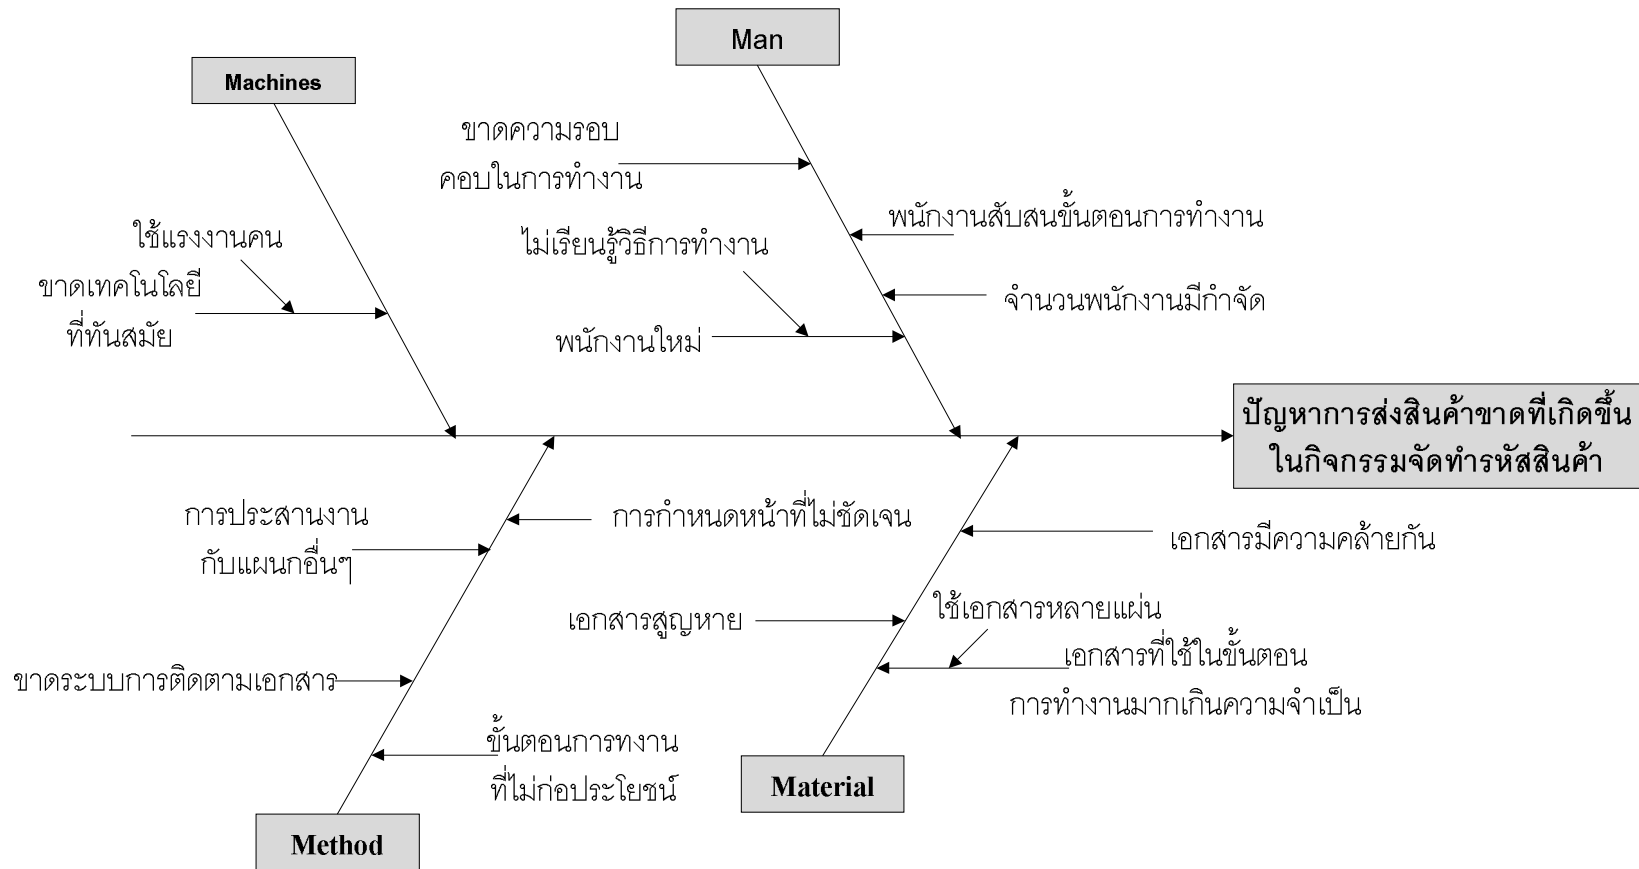 Man
Machines
ขาดความรอบ
คอบในการทำงาน
พนักงานสับสนขั้นตอนการทำงาน
ใช้แรงงานคน
ไม่เรียนรู้วิธีการทำงาน
ขาดเทคโนโลยี
ที่ทันสมัย
จำนวนพนักงานมีกำจัด
พนักงานใหม่
ปัญหาการส่งสินค้าขาดที่เกิดขึ้น
ในกิจกรรมจัดทำรหัสสินค้า
การประสานงาน
กับแผนกอื่นๆ
การกำหนดหน้าที่ไม่ชัดเจน
เอกสารมีความคล้ายกัน
เอกสารสูญหาย
ใช้เอกสารหลายแผ่น
เอกสารที่ใช้ในขั้นตอน
การทำงานมากเกินความจำเป็น
ขาดระบบการติดตามเอกสาร
ขั้นตอนการทงาน
ที่ไม่ก่อประโยชน์
Material
Method